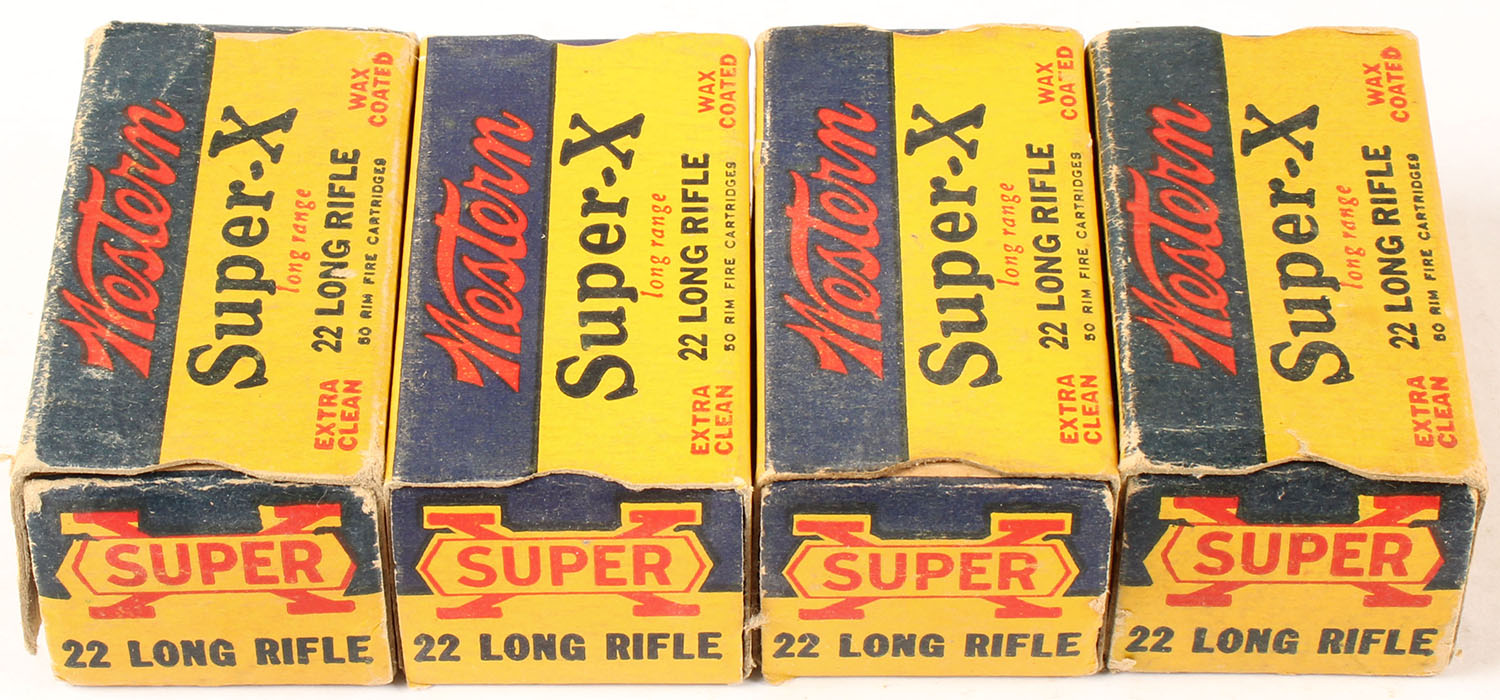 Western
Super-X
long range
22 LONG RIFLE
50 RIM FIRE CARTRIDGES
WAX
COATED
EXTRA
CLEAN
SUPER
22 LONG RIFLE
Western
Super-X
long range
22 LONG RIFLE
50 RIM FIRE CARTRIDGES
WAX
COATED
EXTRA
CLEAN
SUPER
22 LONG RIFLE
Western
Super-X
long range
22 LONG RIFLE
50 RIM FIRE CARTRIDGES
WAX
COATED
EXTRA
CLEAN
SUPER
22 LONG RIFLE
Western
Super-X
long range
22 LONG RIFLE
50 RIM FIRE CARTRIDGES
WAX
COATED
EXTRA
CLEAN
SUPER
22 LONG RIFLE